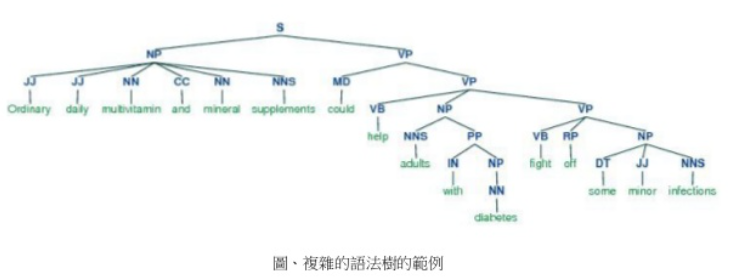 S
NP VP
JJ JJ NN CC NN NNS MD VP
Ordinary daily multivitamin and mineral supplements could VB NP VP
help NNS PP VB RP NP
adults IN NP fight off DT JJ NNS
with NN some minor infections
diabetes
圖、複雜的語法樹的範例